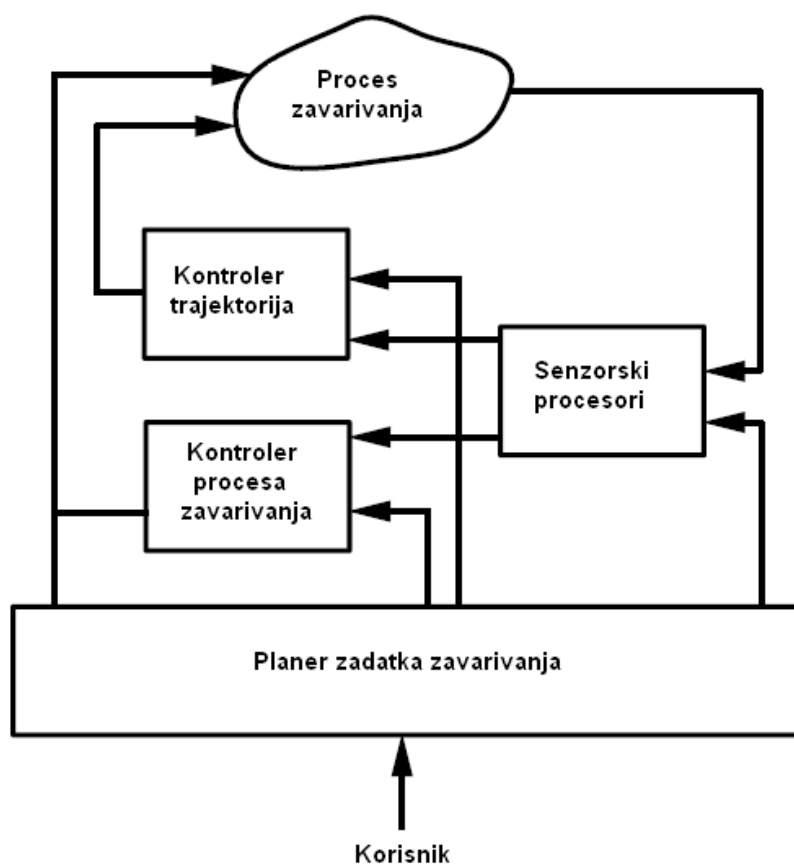 Proces
zavarivanja
Kontroler
trajektorija
Senzorski
procesori
Kontroler
procesa
zavarivanja
Planer zadatka zavarivanja
Korisnik